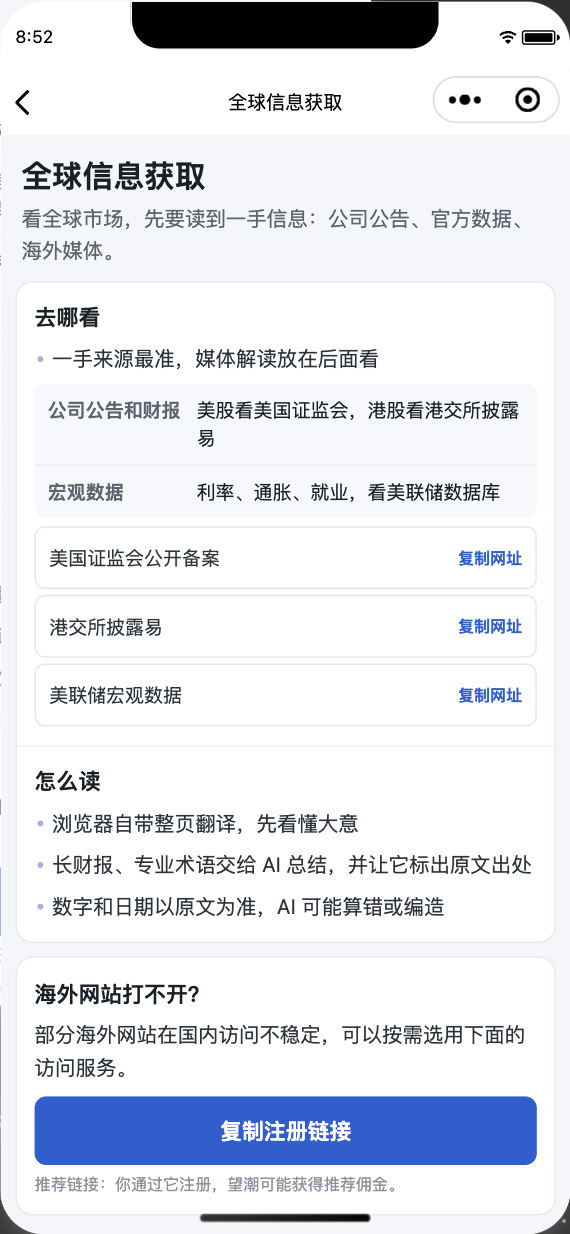 8:52
全球信息获取
全球信息获取
看全球市场，先要读到一手信息：公司公告、官方数据、
海外媒体。
去哪看
• 一手来源最准，媒体解读放在后面看
公司公告和财报 美股看美国证监会，港股看港交所披露
易
宏观数据 利率、通胀、就业，看美联储数据库
美国证监会公开备案 复制网址
港交所披露易 复制网址
美联储宏观数据 复制网址
怎么读
• 浏览器自带整页翻译，先看懂大意
• 长财报、专业术语交给 AI 总结，并让它标出原文出处
• 数字和日期以原文为准，AI 可能算错或编造
海外网站打不开？
部分海外网站在国内访问不稳定，可以按需选用下面的
访问服务。
复制注册链接
推荐链接：你通过它注册，望潮可能获得推荐佣金。